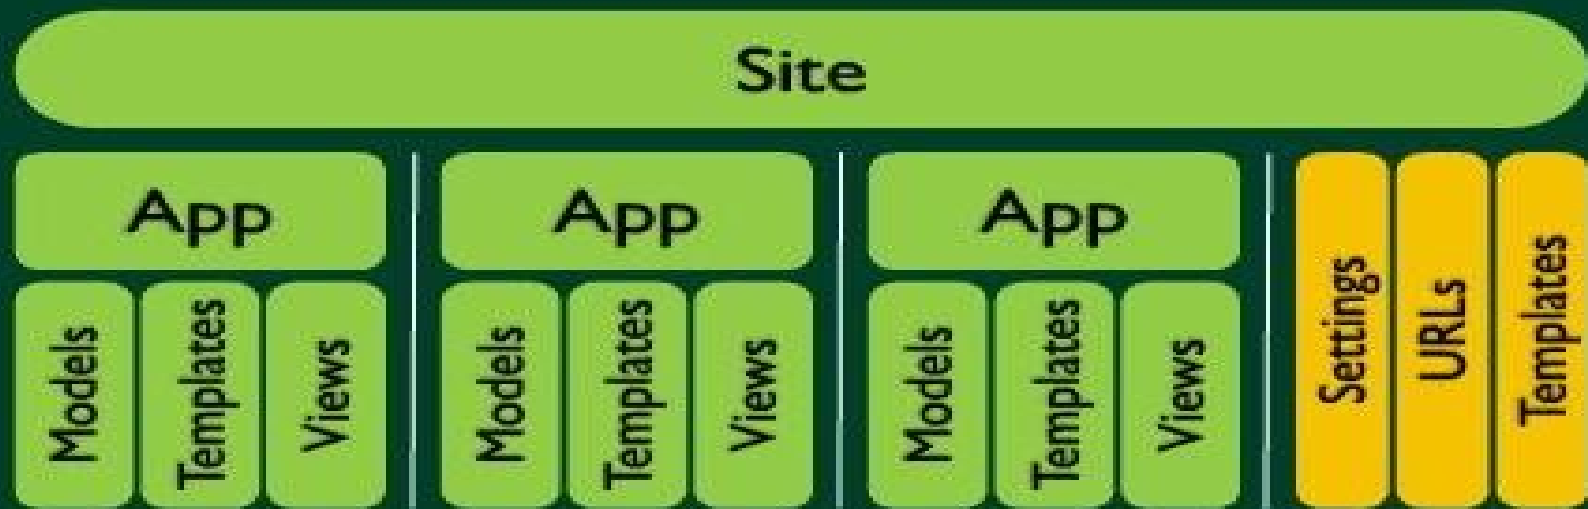 Site
App
App
App
Models
Templates
Views
Models
Templates
Views
Models
Templates
Views
Settings
URLs
Templates